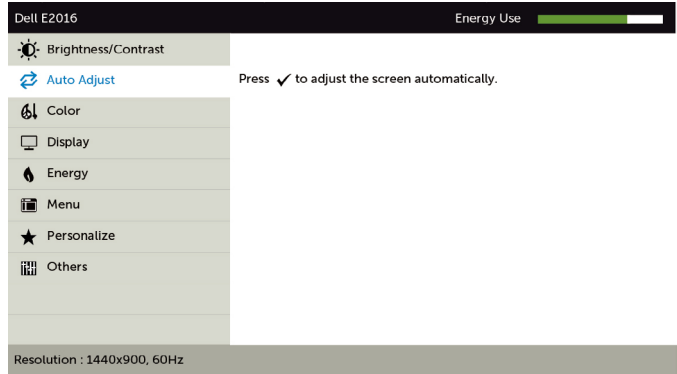 Dell E2016
Energy Use
Brightness/Contrast
Auto Adjust
Press ✓ to adjust the screen automatically.
Color
Display
Energy
Menu
Personalize
Others
Resolution : 1440x900, 60Hz